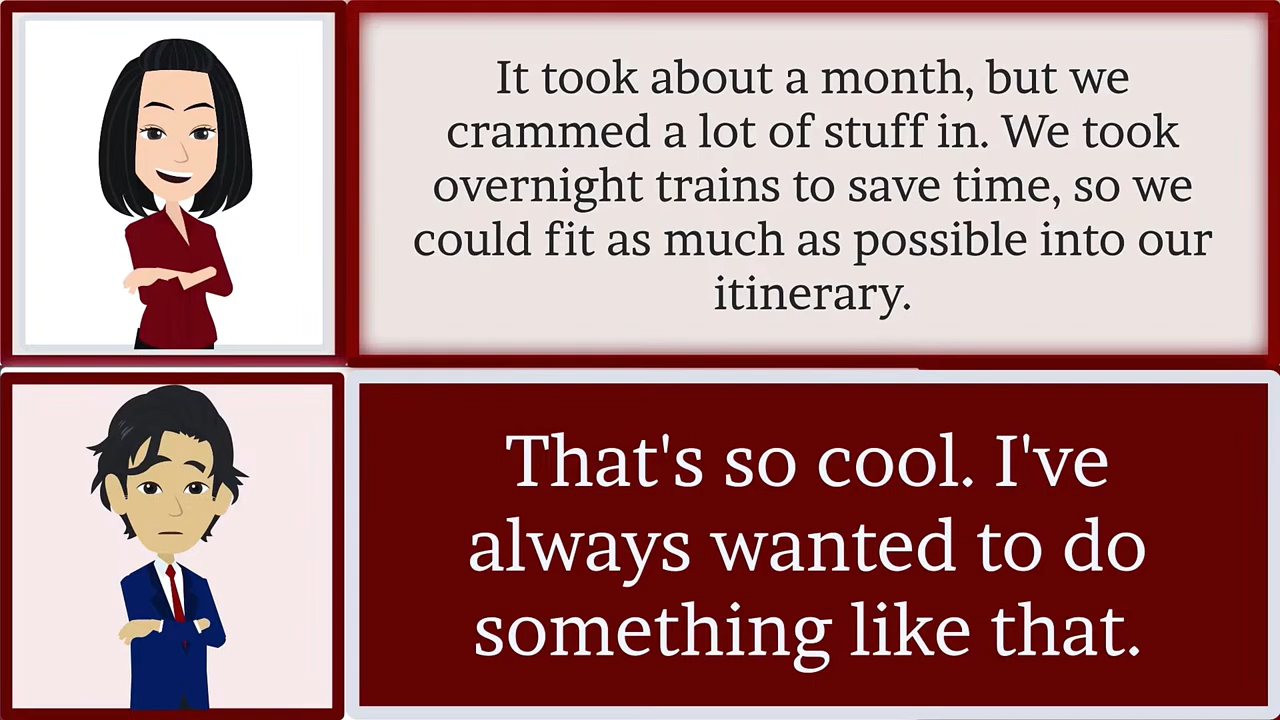 It took about a month, but we
crammed a lot of stuff in. We took
overnight trains to save time, so we
could fit as much as possible into our
itinerary.
That's so cool. I've
always wanted to do
something like that.